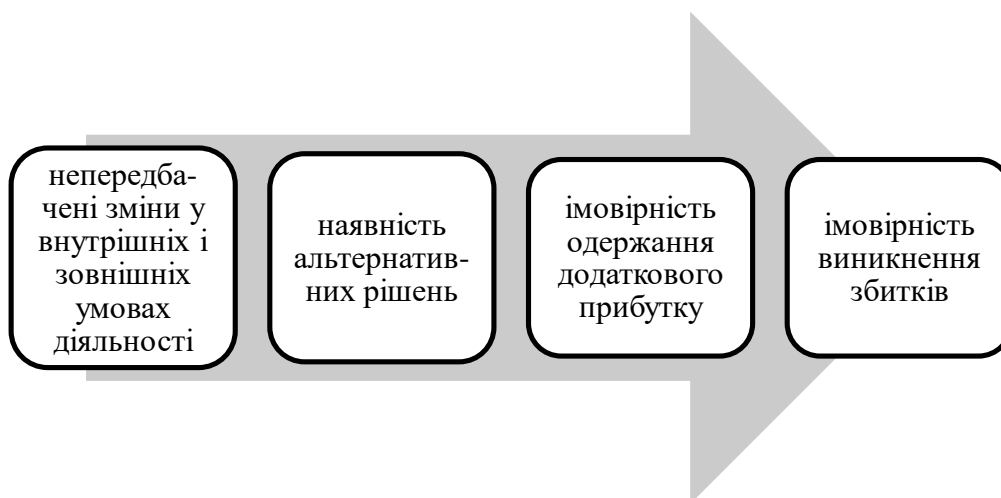 непередба-
чені зміни у
внутрішніх і
зовнішніх
умовах
діяльності
наявність
альтернатив-
них рішень
імовірність
одержання
додаткового
прибутку
імовірність
виникнення
збитків